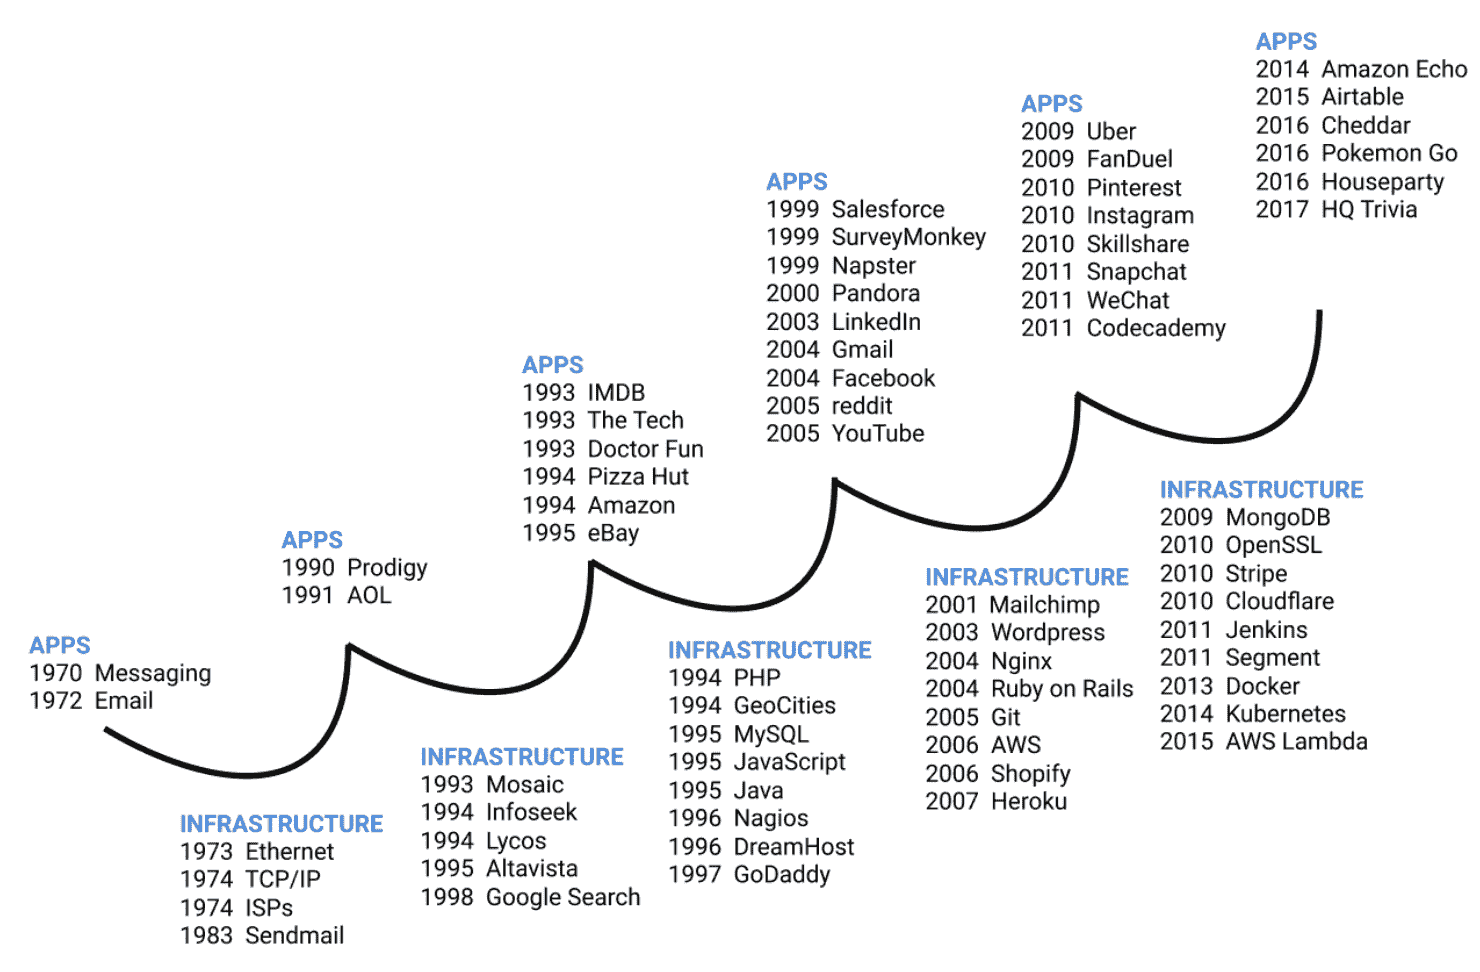 APPS
1970 Messaging
1972 Email
INFRASTRUCTURE
1973 Ethernet
1974 TCP/IP
1974 ISPs
1983 Sendmail
APPS
1990 Prodigy
1991 AOL
INFRASTRUCTURE
1993 Mosaic
1994 Infoseek
1994 Lycos
1995 Altavista
1998 Google Search
APPS
1993 IMDB
1993 The Tech
1993 Doctor Fun
1994 Pizza Hut
1994 Amazon
1995 eBay
INFRASTRUCTURE
1994 PHP
1994 GeoCities
1995 MySQL
1995 JavaScript
1995 Java
1996 Nagios
1996 DreamHost
1997 GoDaddy
APPS
1999 Salesforce
1999 SurveyMonkey
1999 Napster
2000 Pandora
2003 LinkedIn
2004 Gmail
2004 Facebook
2005 reddit
2005 YouTube
INFRASTRUCTURE
2001 Mailchimp
2003 Wordpress
2004 Nginx
2004 Ruby on Rails
2005 Git
2006 AWS
2006 Shopify
2007 Heroku
APPS
2009 Uber
2009 FanDuel
2010 Pinterest
2010 Instagram
2010 Skillshare
2011 Snapchat
2011 WeChat
2011 Codecademy
INFRASTRUCTURE
2009 MongoDB
2010 OpenSSL
2010 Stripe
2010 Cloudflare
2011 Jenkins
2011 Segment
2013 Docker
2014 Kubernetes
2015 AWS Lambda
APPS
2014 Amazon Echo
2015 Airtable
2016 Cheddar
2016 Pokemon Go
2016 Houseparty
2017 HQ Trivia